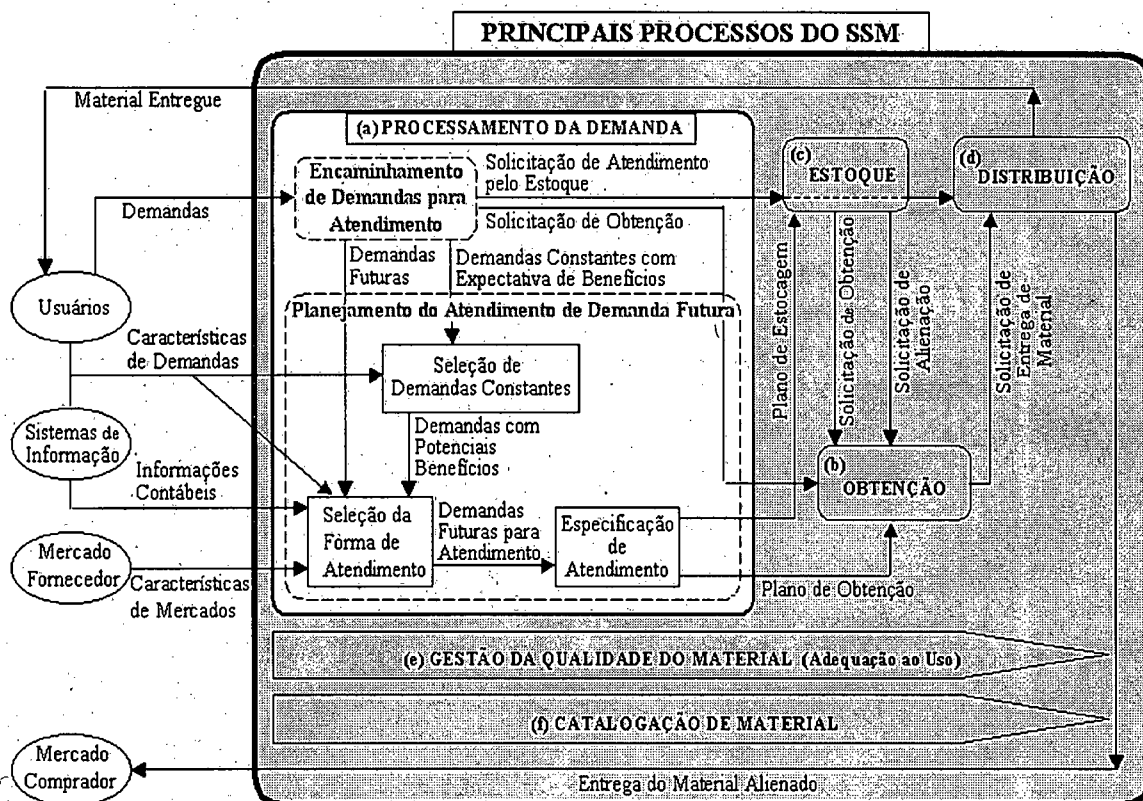 PRINCIPAIS PROCESSOS DO SSM
Material Entregue
(a) PROCESSAMENTO DA DEMANDA
Encaminhamento
de Demandas para
Atendimento
Solicitação de Atendimento
pelo Estoque
Solicitação de Obtenção
(c)
ESTOQUE
(d)
DISTRIBUIÇÃO
Demandas
Demandas
Futuras
Demandas Constantes com
Expectativa de Benefícios
Usuários
Planejamento do Atendimento de Demanda Futura
Características
de Demandas
Seleção de
Demandas Constantes
Plano de Estocagem
Solicitação de Obtenção
Solicitação de
Alienação
Solicitação de
Entrega de
Material
Sistemas de
Informação
Demandas com
Potenciais
Benefícios
Informações
Contábeis
(b)
OBTENÇÃO
Seleção da
Forma de
Atendimento
Demandas
Futuras para
Atendimento
Especificação
de
Atendimento
Mercado
Fornecedor
Características
de Mercados
Plano de Obtenção
(e) GESTÃO DA QUALIDADE DO MATERIAL (Adequação ao Uso)
(f) CATALOGAÇÃO DE MATERIAL
Mercado
Comprador
Entrega do Material Alienado